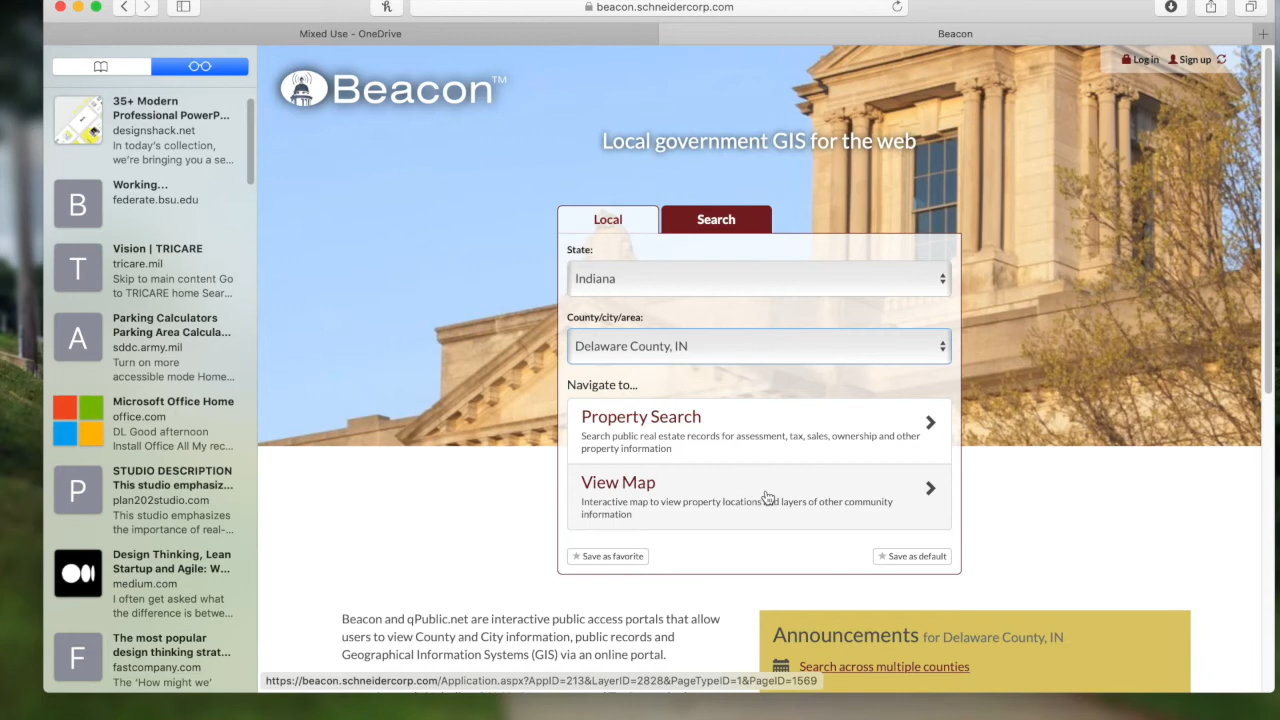 beacon.schneidercorp.com
Mixed Use - OneDrive
Beacon
35+ Modern
Professional PowerP...
designshack.net
In today's collection,
we're bringing you a se...
B
Working...
federate.bsu.edu
T
Vision | TRICARE
tricare.mil
Skip to main content Go
to TRICARE home Sear...
A
Parking Calculators
Parking Area Calcula...
sddc.army.mil
Turn on more
accessible mode Home...
Microsoft Office Home
office.com
DL Good afternoon
Install Office All My rec...
P
STUDIO DESCRIPTION
This studio emphasiz...
plan202studio.com
This studio emphasizes
the importance of real-...
Design Thinking, Lean
Startup and Agile: W...
medium.com
I often get asked what
the difference is betwe...
F
The most popular
design thinking strat...
fastcompany.com
The 'How might we'
Beacon™
Log in
Sign up
Local government GIS for the web
Local
Search
State:
Indiana
County/city/area:
Delaware County, IN
Navigate to...
Property Search
Search public real estate records for assessment, tax, sales, ownership and other
property information
View Map
Interactive map to view property locations and layers of other community
information
Save as favorite
Save as default
Beacon and qPublic.net are interactive public access portals that allow
users to view County and City information, public records and
Geographical Information Systems (GIS) via an online portal.
Announcements for Delaware County, IN
Search across multiple counties
https://beacon.schneidercorp.com/Application.aspx?AppID=213&LayerID=2828&PageTypeID=1&PageID=1569